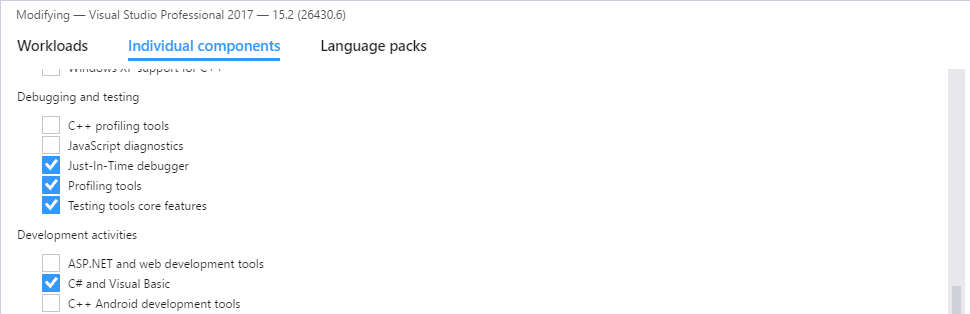 Modifying — Visual Studio Professional 2017 — 15.2 (26430.6)
Workloads Individual components Language packs
Windows XP support for C++
Debugging and testing
C++ profiling tools
JavaScript diagnostics
Just-In-Time debugger
Profiling tools
Testing tools core features
Development activities
ASP.NET and web development tools
C# and Visual Basic
C++ Android development tools